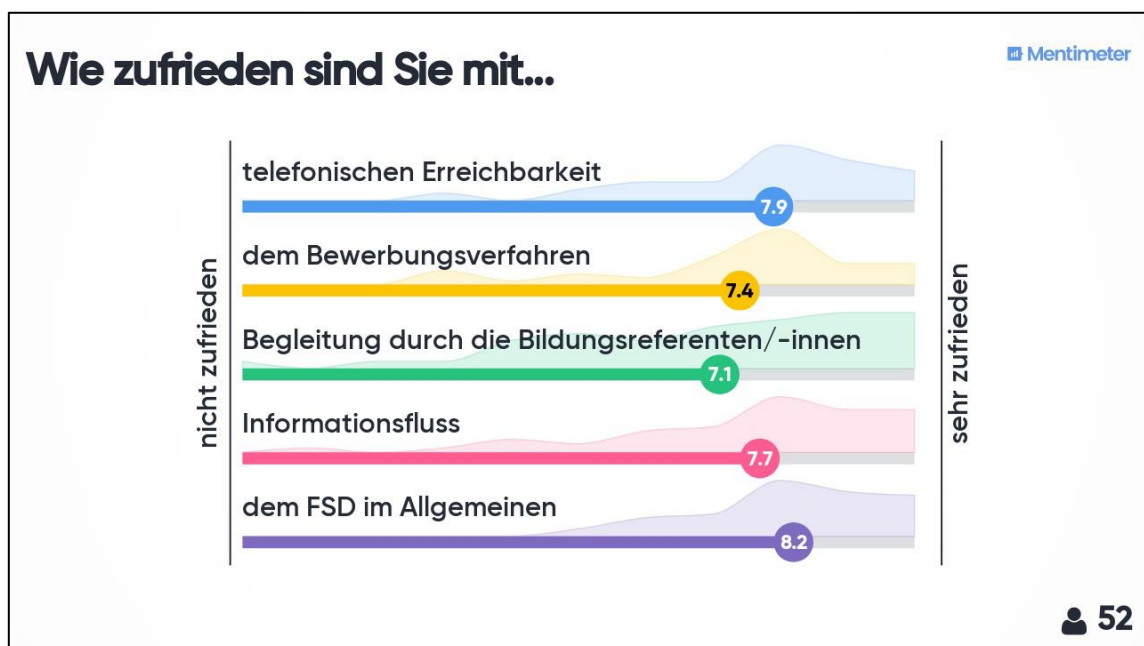 Wie zufrieden sind Sie mit...
Mentimeter
nicht zufrieden
telefonischen Erreichbarkeit
7.9
dem Bewerbungsverfahren
7.4
Begleitung durch die Bildungsreferenten/-innen
7.1
Informationsfluss
7.7
dem FSD im Allgemeinen
8.2
sehr zufrieden
52